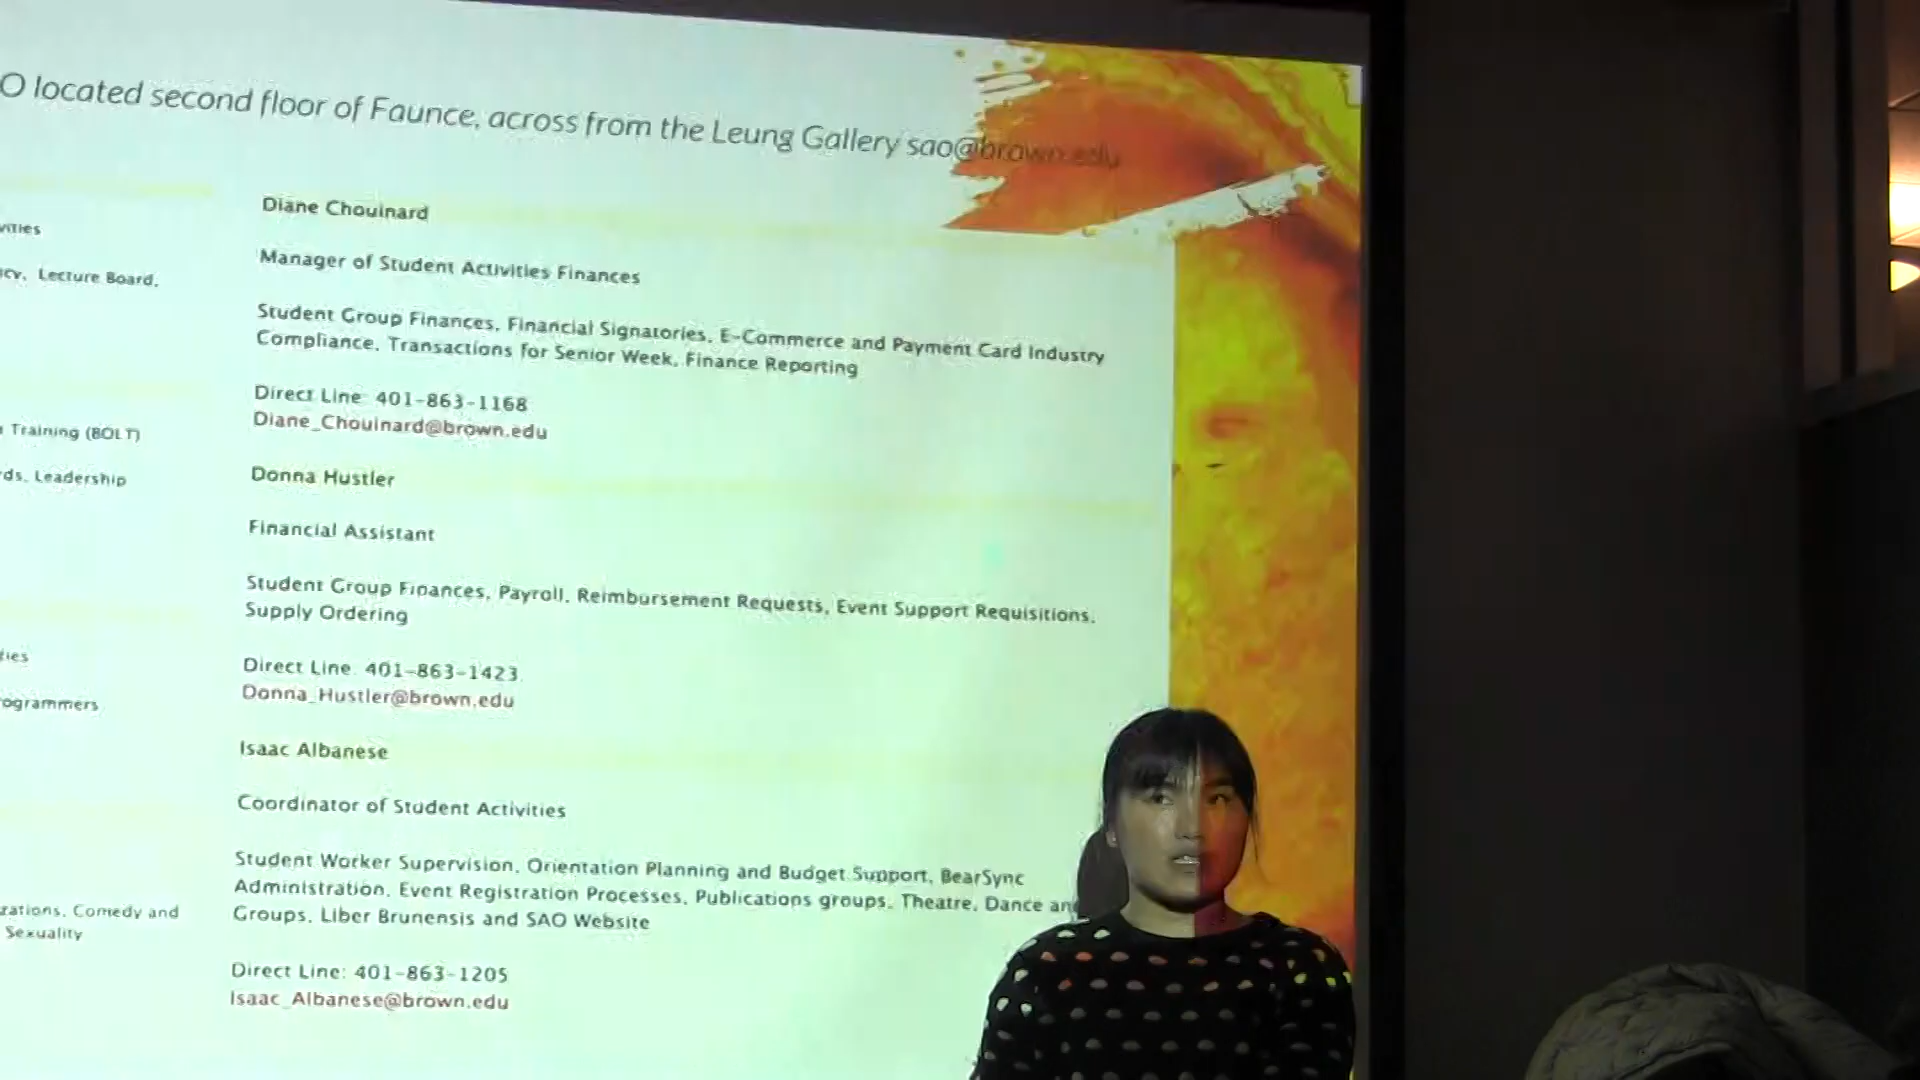 O located second floor of Faunce, across from the Leung Gallery sao@brown.edu
vities
icy, Lecture Board,
Training (BOLT)
rds, Leadership
ties
ogrammers
zations, Comedy and
Sexuality
Diane Chouinard
Manager of Student Activities Finances
Student Group Finances, Financial Signatories, E-Commerce and Payment Card Industry
Compliance, Transactions for Senior Week, Finance Reporting
Direct Line: 401-863-1168
Diane_Chouinard@brown.edu
Donna Hustler
Financial Assistant
Student Group Finances, Payroll, Reimbursement Requests, Event Support Requisitions,
Supply Ordering
Direct Line: 401-863-1423
Donna_Hustler@brown.edu
Isaac Albanese
Coordinator of Student Activities
Student Worker Supervision, Orientation Planning and Budget Support, BearSync
Administration, Event Registration Processes, Publications groups, Theatre, Dance and
Groups, Liber Brunensis and SAO Website
Direct Line: 401-863-1205
Isaac_Albanese@brown.edu